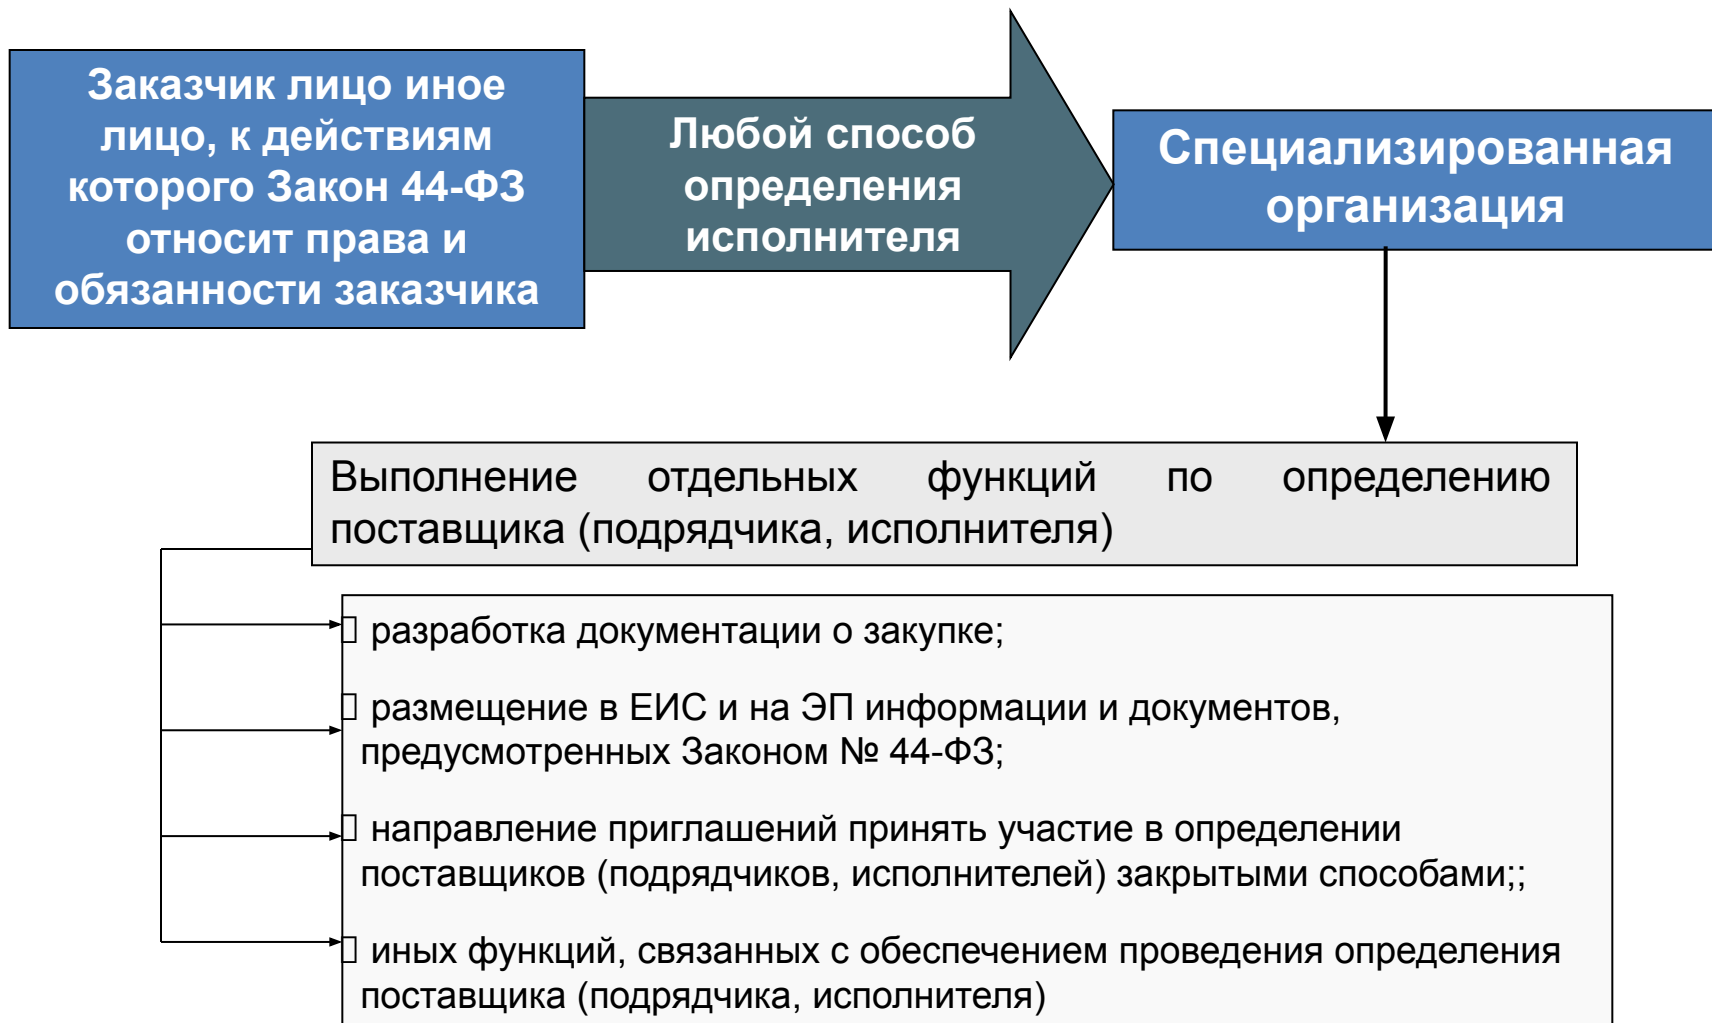 Заказчик лицо иное
лицо, к действиям
которого Закон 44-ФЗ
относит права и
обязанности заказчика
Любой способ
определения
исполнителя
Специализированная
организация
Выполнение отдельных функций по определению
поставщика (подрядчика, исполнителя)
разработка документации о закупке;
размещение в ЕИС и на ЭП информации и документов,
предусмотренных Законом № 44-ФЗ;
направление приглашений принять участие в определении
поставщиков (подрядчиков, исполнителей) закрытыми способами;;
иных функций, связанных с обеспечением проведения определения
поставщика (подрядчика, исполнителя)